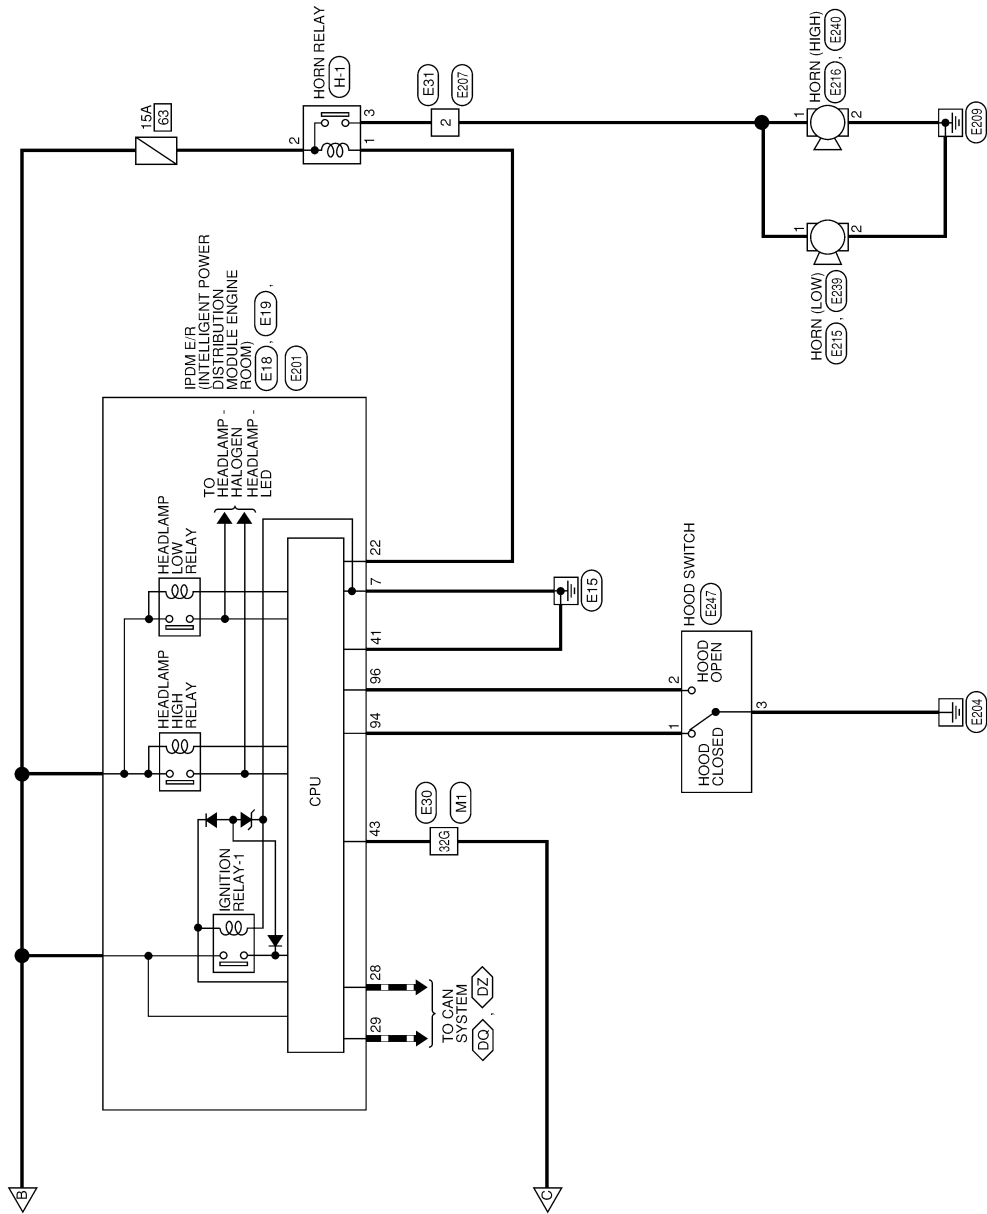 B
15A
63
HORN RELAY
H-1
2
3
1
E31
E207
2
HORN (HIGH)
E216 , E240
1
2
E209
HORN (LOW)
E215 , E239
1
2
IPDM E/R
(INTELLIGENT POWER
DISTRIBUTION
MODULE ENGINE
ROOM)
E18 , E19 ,
E201
TO
HEADLAMP -
HALOGEN
HEADLAMP -
LED
HEADLAMP
LOW
RELAY
HEADLAMP
HIGH
RELAY
IGNITION
RELAY-1
CPU
22
7
41
96
94
43
28
29
E15
HOOD SWITCH
E247
2
HOOD
OPEN
1
HOOD
CLOSED
3
E204
E30
M1
32G
TO CAN
SYSTEM
DQ , DZ
C